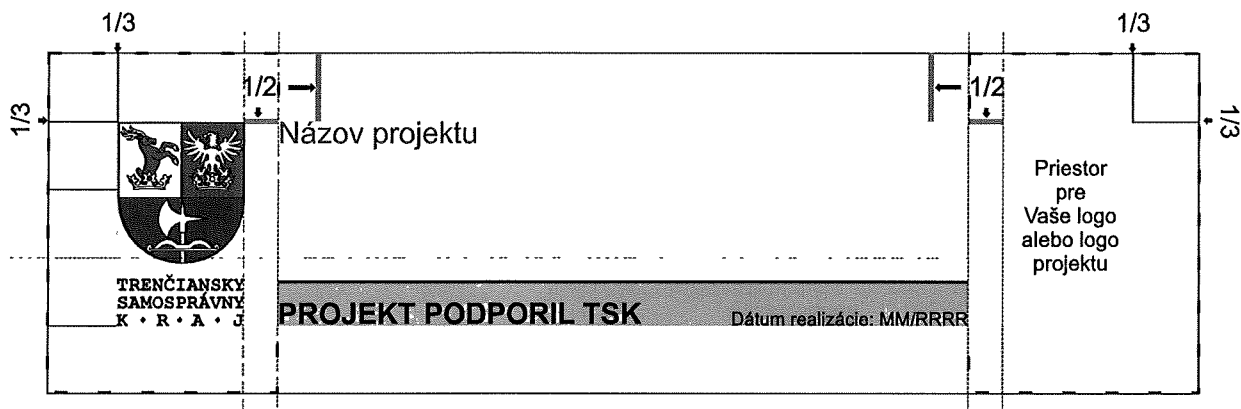 1/3
1/3
1/2
1/2
1/3
1/3
Názov projektu
Priestor
pre
Vaše logo
alebo logo
projektu
TRENČIANSKY
SAMOSPRÁVNY
K · R · A · J
PROJEKT PODPORIL TSK
Dátum realizácie: MM/RRRR